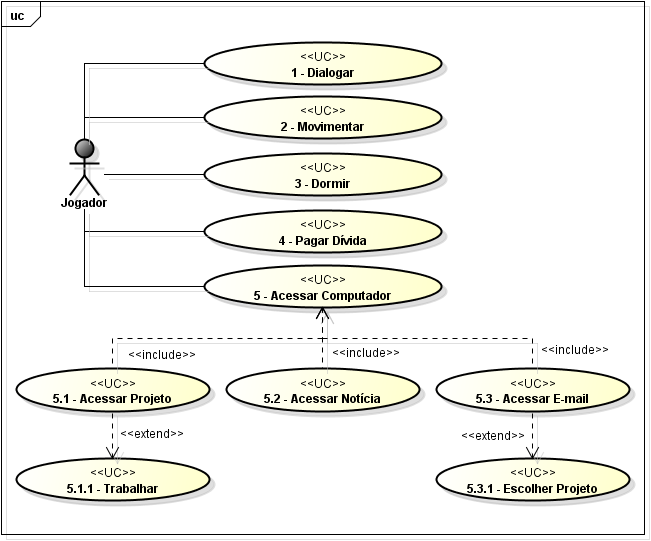 uc
<<UC>>
1 - Dialogar
<<UC>>
2 - Movimentar
<<UC>>
3 - Dormir
Jogador
<<UC>>
4 - Pagar Dívida
<<UC>>
5 - Acessar Computador
<<include>>
<<include>>
<<include>>
<<UC>>
5.1 - Acessar Projeto
<<UC>>
5.2 - Acessar Notícia
<<UC>>
5.3 - Acessar E-mail
<<extend>>
<<extend>>
<<UC>>
5.1.1 - Trabalhar
<<UC>>
5.3.1 - Escolher Projeto